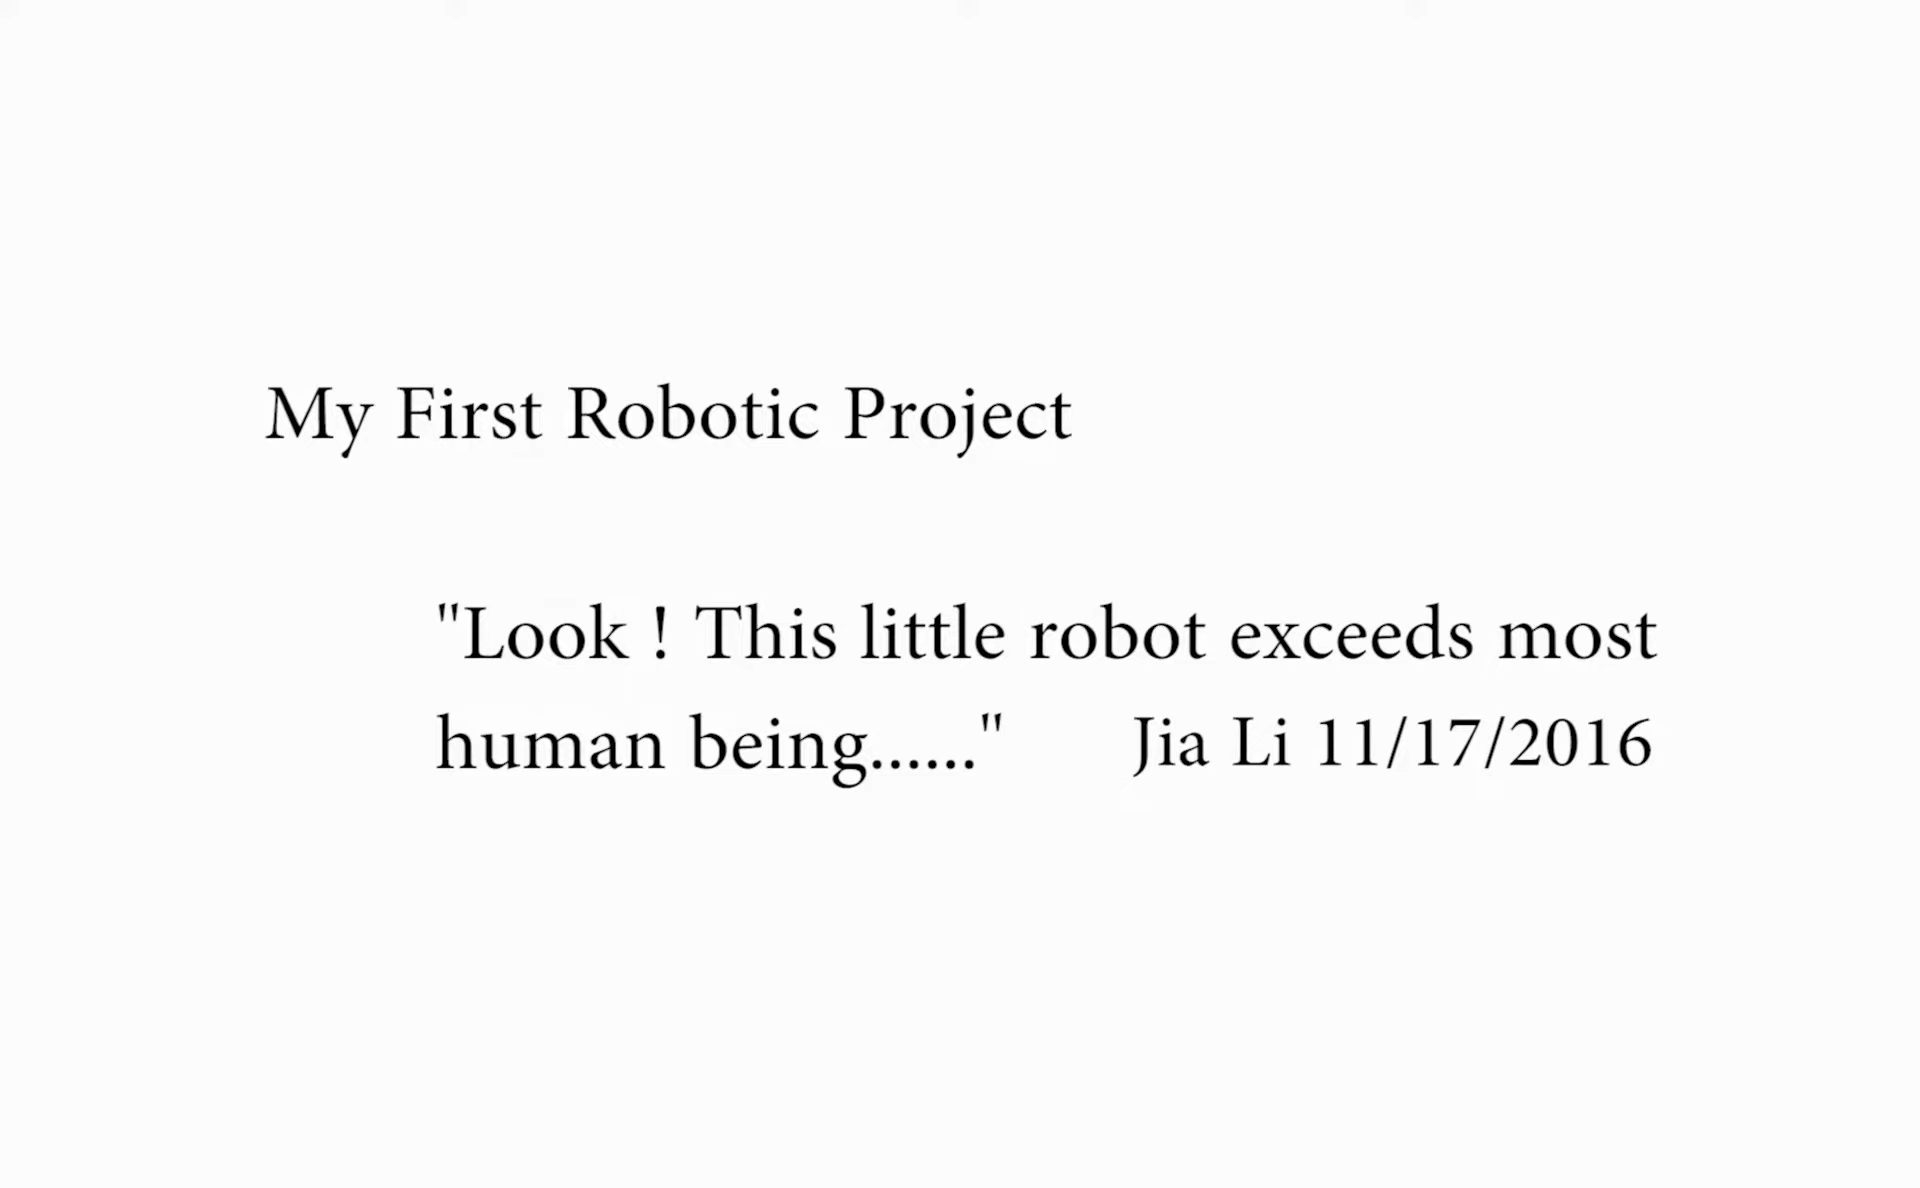 My First Robotic Project
"Look ! This little robot exceeds most
human being......" Jia Li 11/17/2016